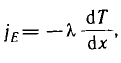 j_E = −λ dT/dx,